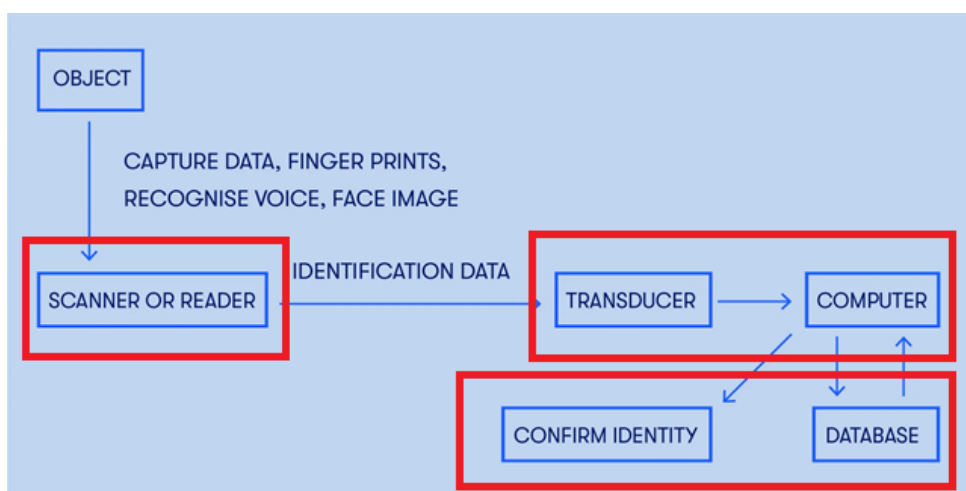 OBJECT
CAPTURE DATA, FINGER PRINTS,
RECOGNISE VOICE, FACE IMAGE
IDENTIFICATION DATA
SCANNER OR READER
TRANSDUCER
COMPUTER
CONFIRM IDENTITY
DATABASE